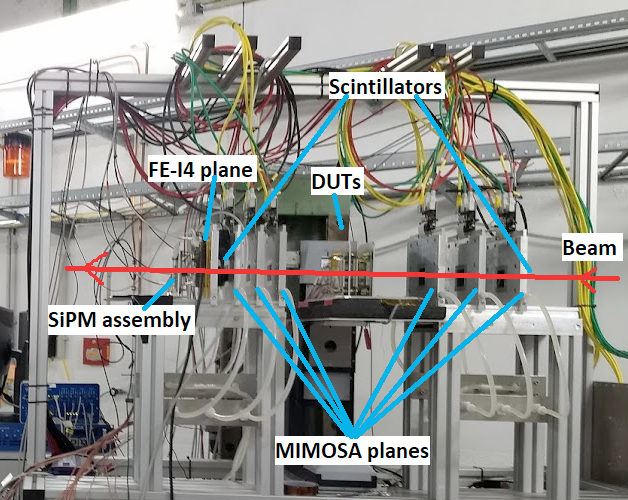 Scintillators
FE-I4 plane
DUTs
Beam
SiPM assembly
MIMOSA planes